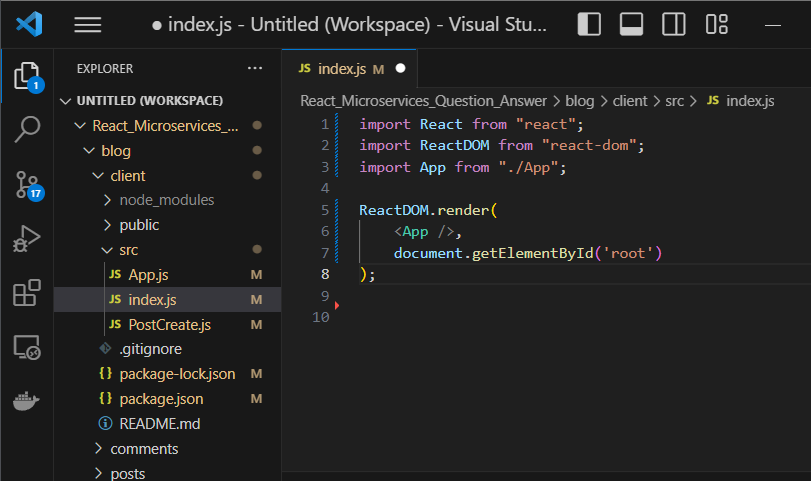 ● index.js - Untitled (Workspace) - Visual Stu...
EXPLORER
UNTITLED (WORKSPACE)
React_Microservices_...
blog
client
node_modules
public
src
JS App.js M
JS index.js M
JS PostCreate.js M
.gitignore
{} package-lock.json M
{} package.json M
README.md
comments
posts
1
17
JS index.js M ●
React_Microservices_Question_Answer > blog > client > src > JS index.js
1 import React from "react";
2 import ReactDOM from "react-dom";
3 import App from "./App";
4
5 ReactDOM.render(
6 <App />,
7 document.getElementById('root')
8 );
9
10